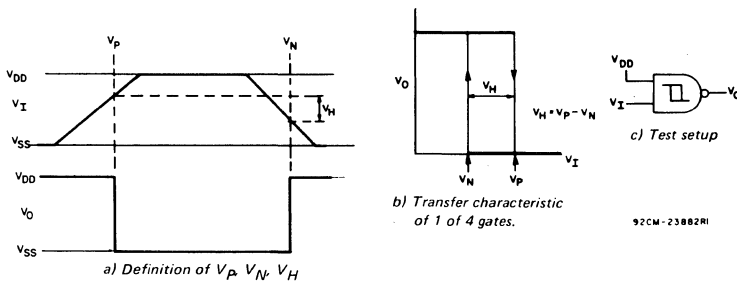 VP
VN
VDD
VI
VH
VSS
VDD
VO
VSS
a) Definition of VP, VN, VH
VO
VH
VH = VP – VN
VI
VN
VP
b) Transfer characteristic
of 1 of 4 gates.
VDD
VI
VO
c) Test setup
92CM-23882RI